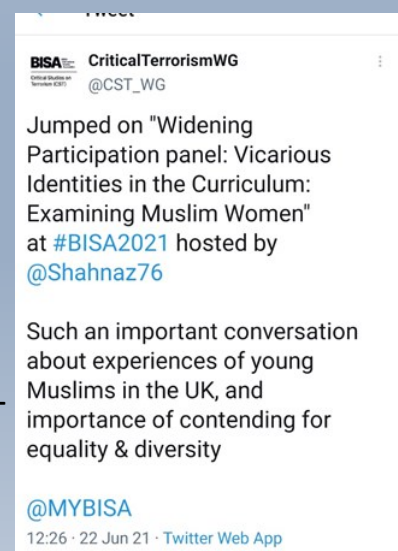 Tweet
BISA
CriticalTerrorismWG
Critical Studies on
Terrorism (CST)
@CST_WG
Jumped on "Widening
Participation panel: Vicarious
Identities in the Curriculum:
Examining Muslim Women"
at #BISA2021 hosted by
@Shahnaz76
Such an important conversation
about experiences of young
Muslims in the UK, and
importance of contending for
equality & diversity
@MYBISA
12:26 · 22 Jun 21 · Twitter Web App